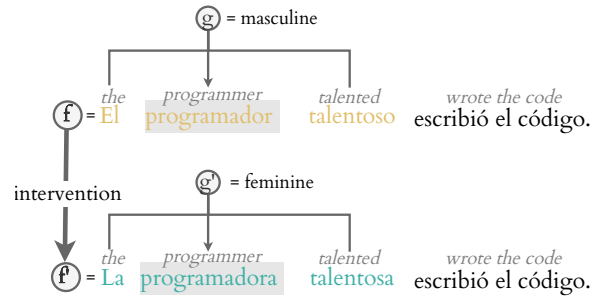 g = masculine
the programmer talented wrote the code
f = El programador talentoso escribió el código.
intervention
g' = feminine
the programmer talented wrote the code
f' = La programadora talentosa escribió el código.